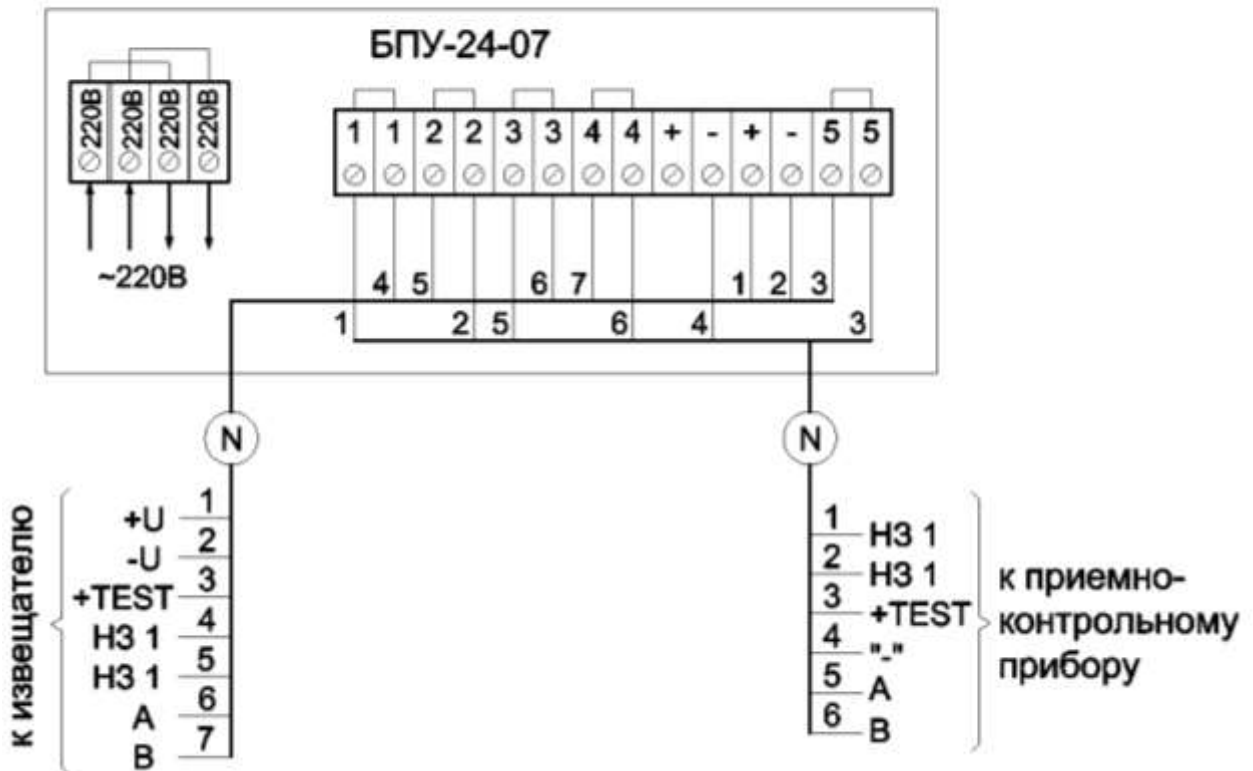 БПУ-24-07
220В 220В 220В 220В
1 1 2 2 3 3 4 4 + - + - 5 5
~220В
4 5 6 7 1 2 3
1 2 5 6 4 3
N
N
к извещателю
1 +U
2 -U
3 +TEST
4 НЗ 1
5 НЗ 1
6 А
7 В
1 НЗ 1
2 НЗ 1
3 +TEST
4 "-"
5 А
6 В
к приемно-
контрольному
прибору